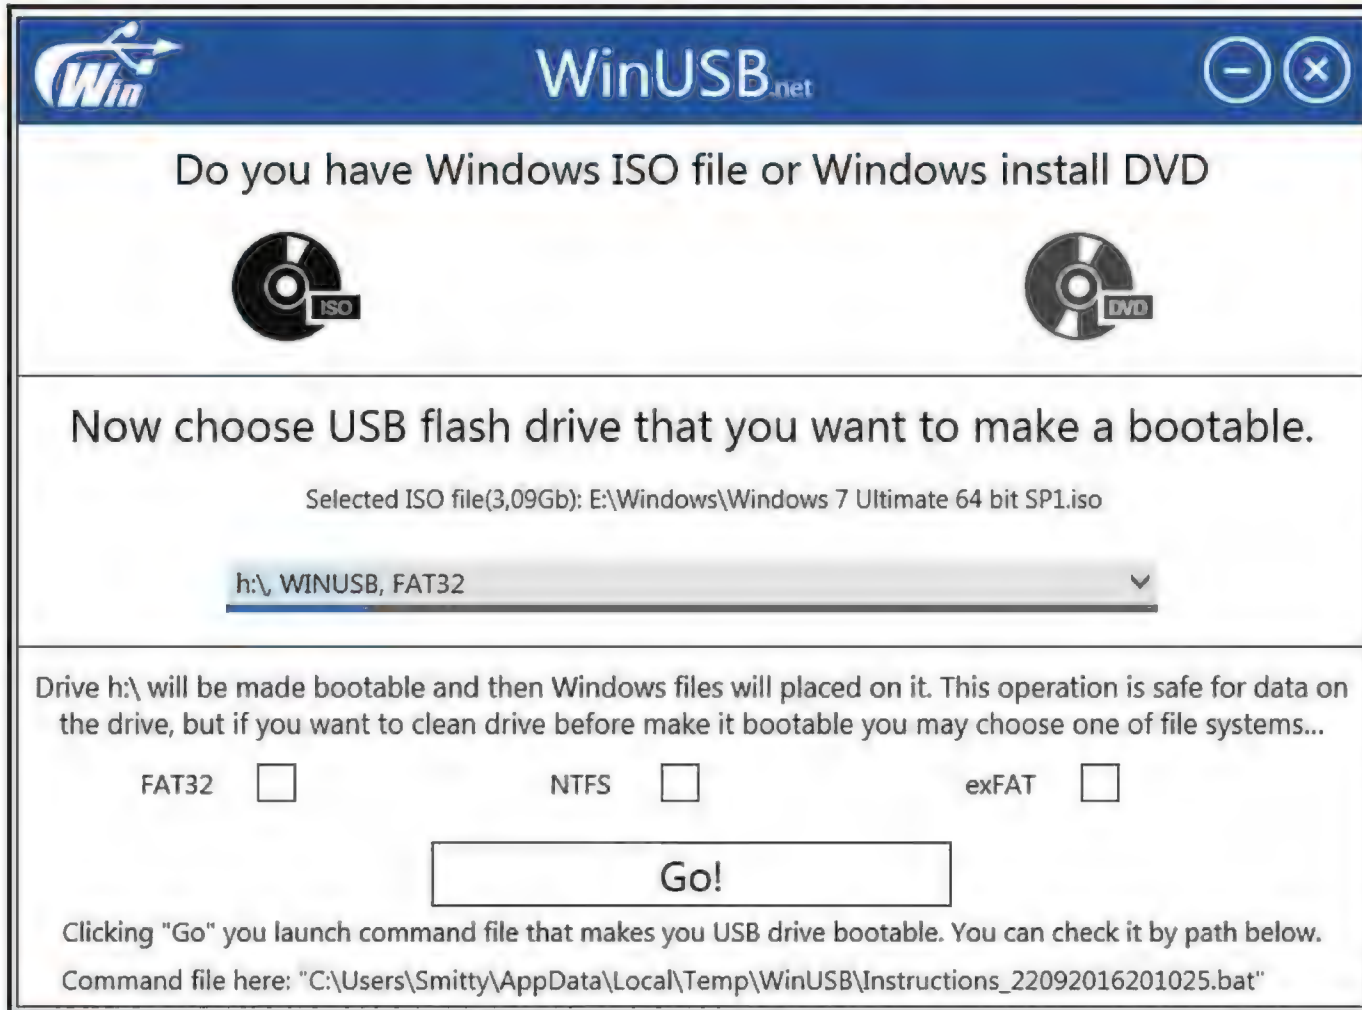 Win
WinUSB.net
Do you have Windows ISO file or Windows install DVD
ISO
DVD
Now choose USB flash drive that you want to make a bootable.
Selected ISO file(3,09Gb): E:\Windows\Windows 7 Ultimate 64 bit SP1.iso
h:\, WINUSB, FAT32
Drive h:\ will be made bootable and then Windows files will placed on it. This operation is safe for data on
the drive, but if you want to clean drive before make it bootable you may choose one of file systems...
FAT32 NTFS exFAT
Go!
Clicking "Go" you launch command file that makes you USB drive bootable. You can check it by path below.
Command file here: "C:\Users\Smitty\AppData\Local\Temp\WinUSB\Instructions_22092016201025.bat"